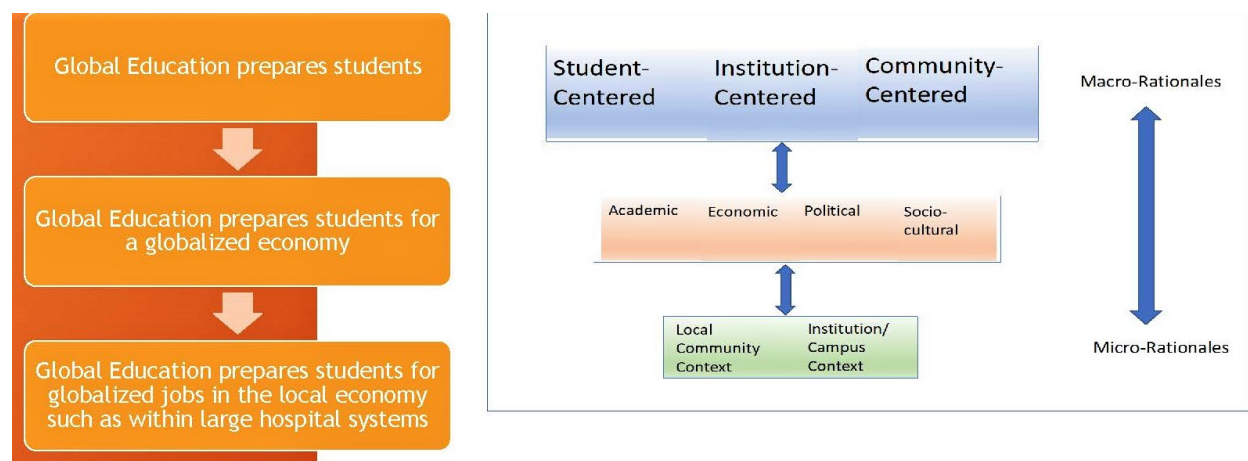 Global Education prepares students
Global Education prepares students for
a globalized economy
Global Education prepares students for
globalized jobs in the local economy
such as within large hospital systems
Student-
Centered
Institution-
Centered
Community-
Centered
Macro-Rationales
Academic
Economic
Political
Socio-
cultural
Local
Community
Context
Institution/
Campus
Context
Micro-Rationales